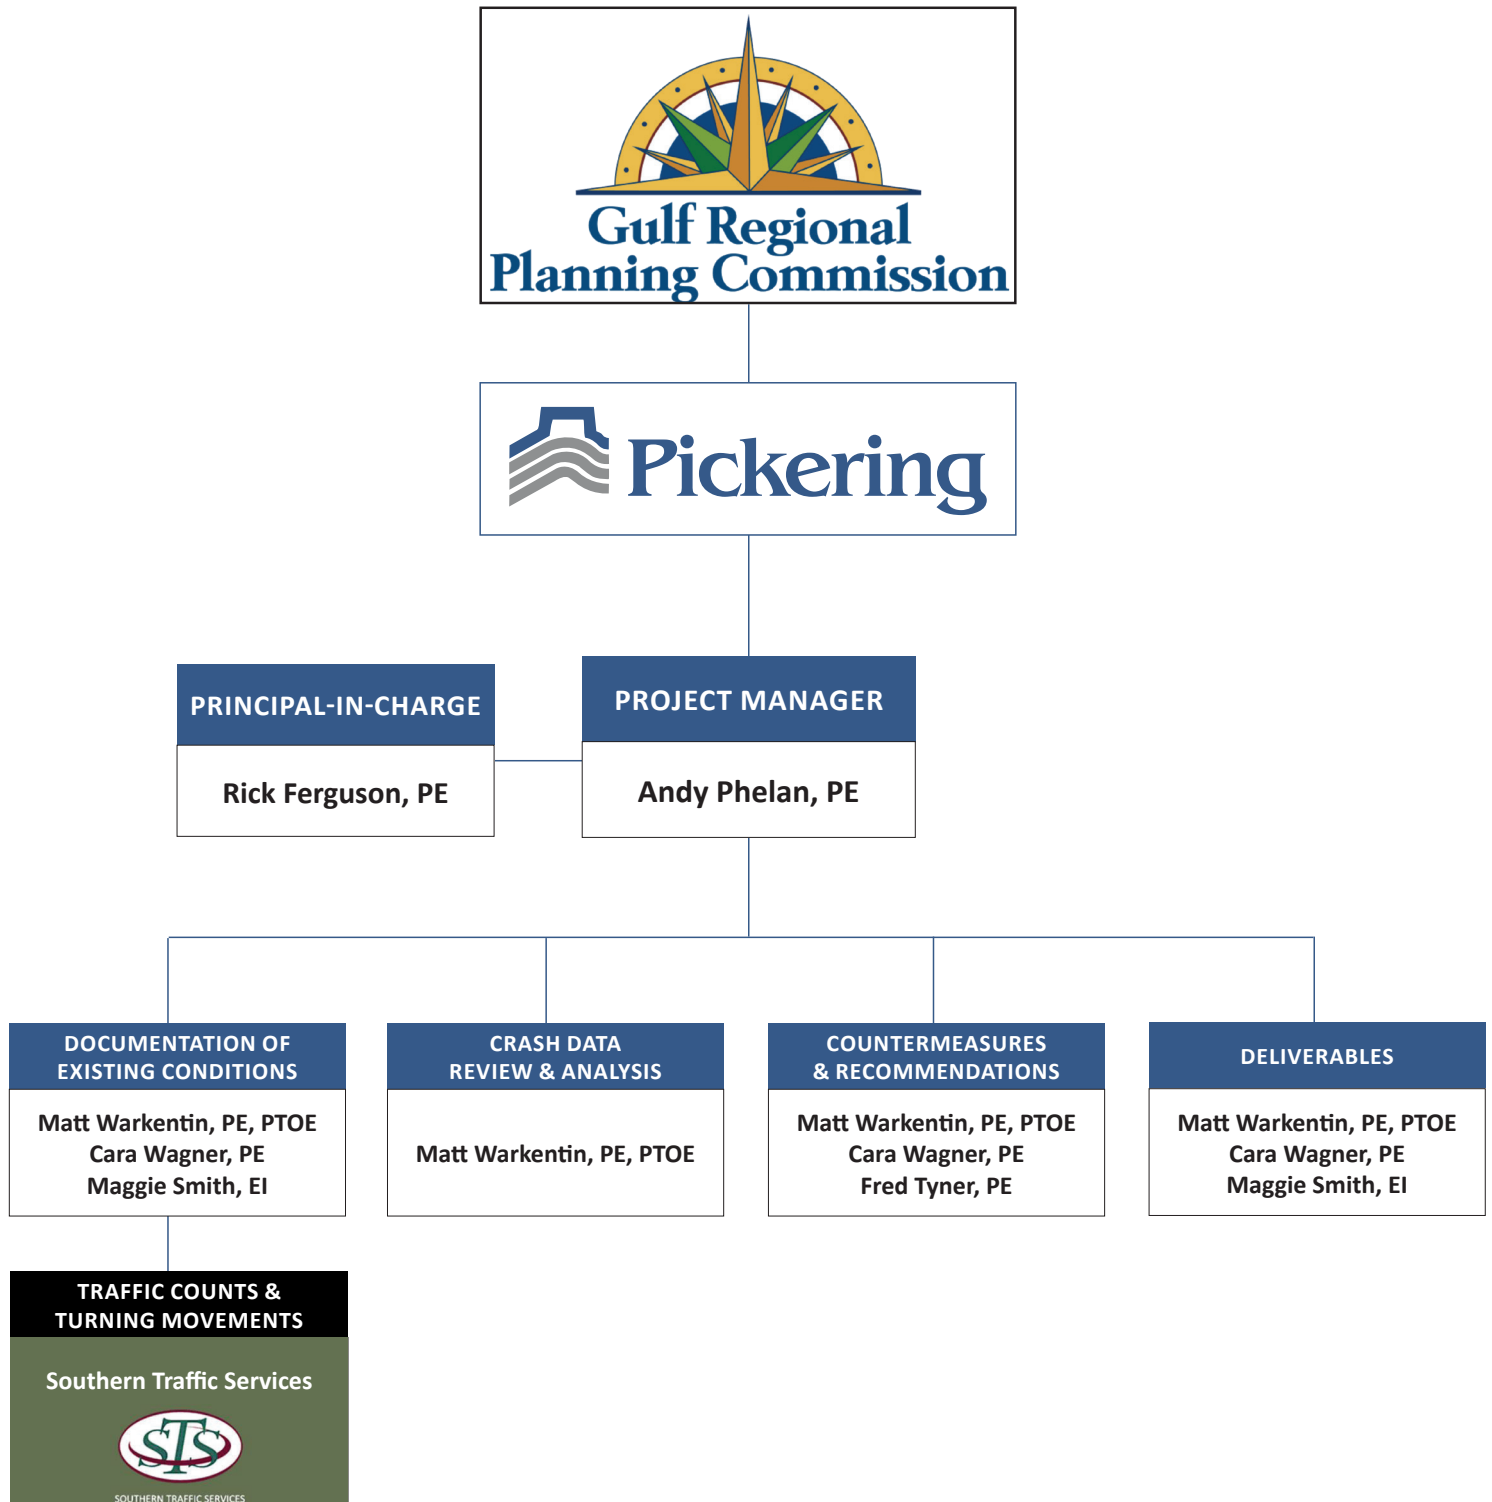 Gulf Regional
Planning Commission
Pickering
PRINCIPAL-IN-CHARGE
Rick Ferguson, PE
PROJECT MANAGER
Andy Phelan, PE
DOCUMENTATION OF
EXISTING CONDITIONS
Matt Warkentin, PE, PTOE
Cara Wagner, PE
Maggie Smith, EI
CRASH DATA
REVIEW & ANALYSIS
Matt Warkentin, PE, PTOE
COUNTERMEASURES
& RECOMMENDATIONS
Matt Warkentin, PE, PTOE
Cara Wagner, PE
Fred Tyner, PE
DELIVERABLES
Matt Warkentin, PE, PTOE
Cara Wagner, PE
Maggie Smith, EI
TRAFFIC COUNTS &
TURNING MOVEMENTS
Southern Traffic Services
STS
SOUTHERN TRAFFIC SERVICES